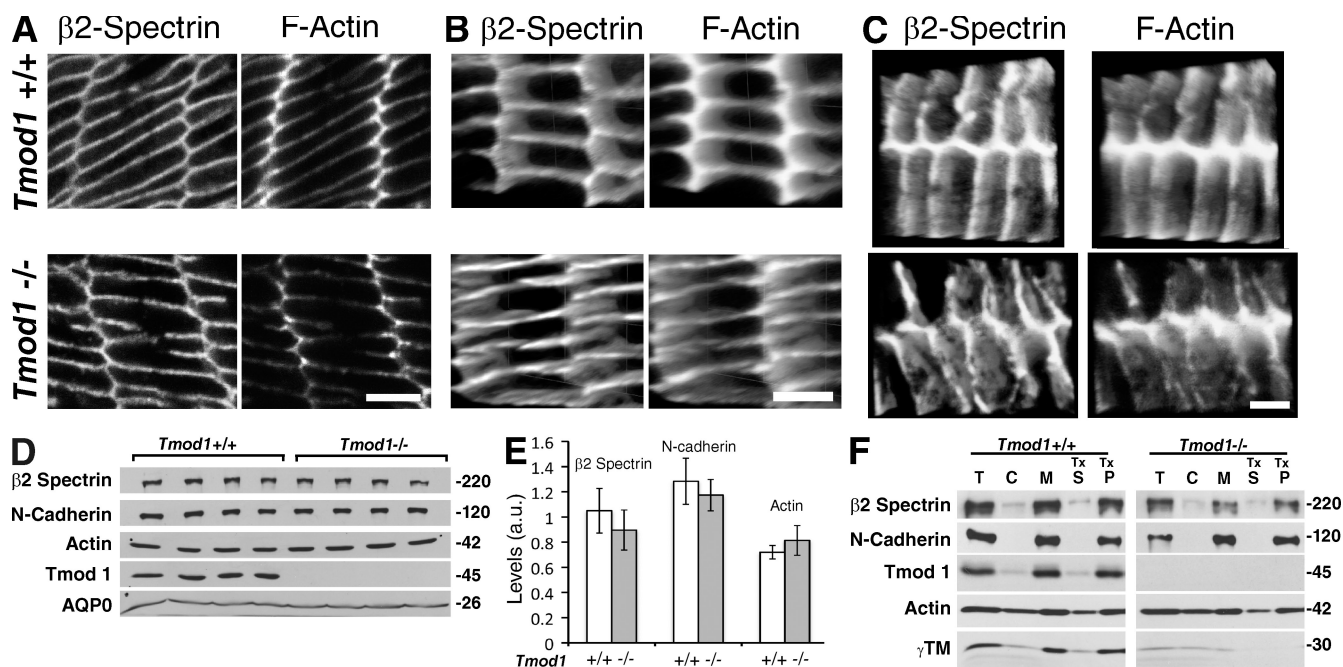 A β2-Spectrin F-Actin
B β2-Spectrin F-Actin
C β2-Spectrin F-Actin
Tmod1 +/+
Tmod1 -/-
D Tmod1+/+ Tmod1-/-
β2 Spectrin -220
N-Cadherin -120
Actin -42
Tmod 1 -45
AQP0 -26
E
Levels (a.u.)
1.6
1.4
1.2
1
0.8
0.6
0.4
0.2
0
β2 Spectrin
N-cadherin
Actin
Tmod1 +/+ -/- +/+ -/- +/+ -/-
F Tmod1+/+ Tmod1-/-
T C M Tx S Tx P T C M Tx S Tx P
β2 Spectrin -220
N-Cadherin -120
Tmod 1 -45
Actin -42
γTM -30